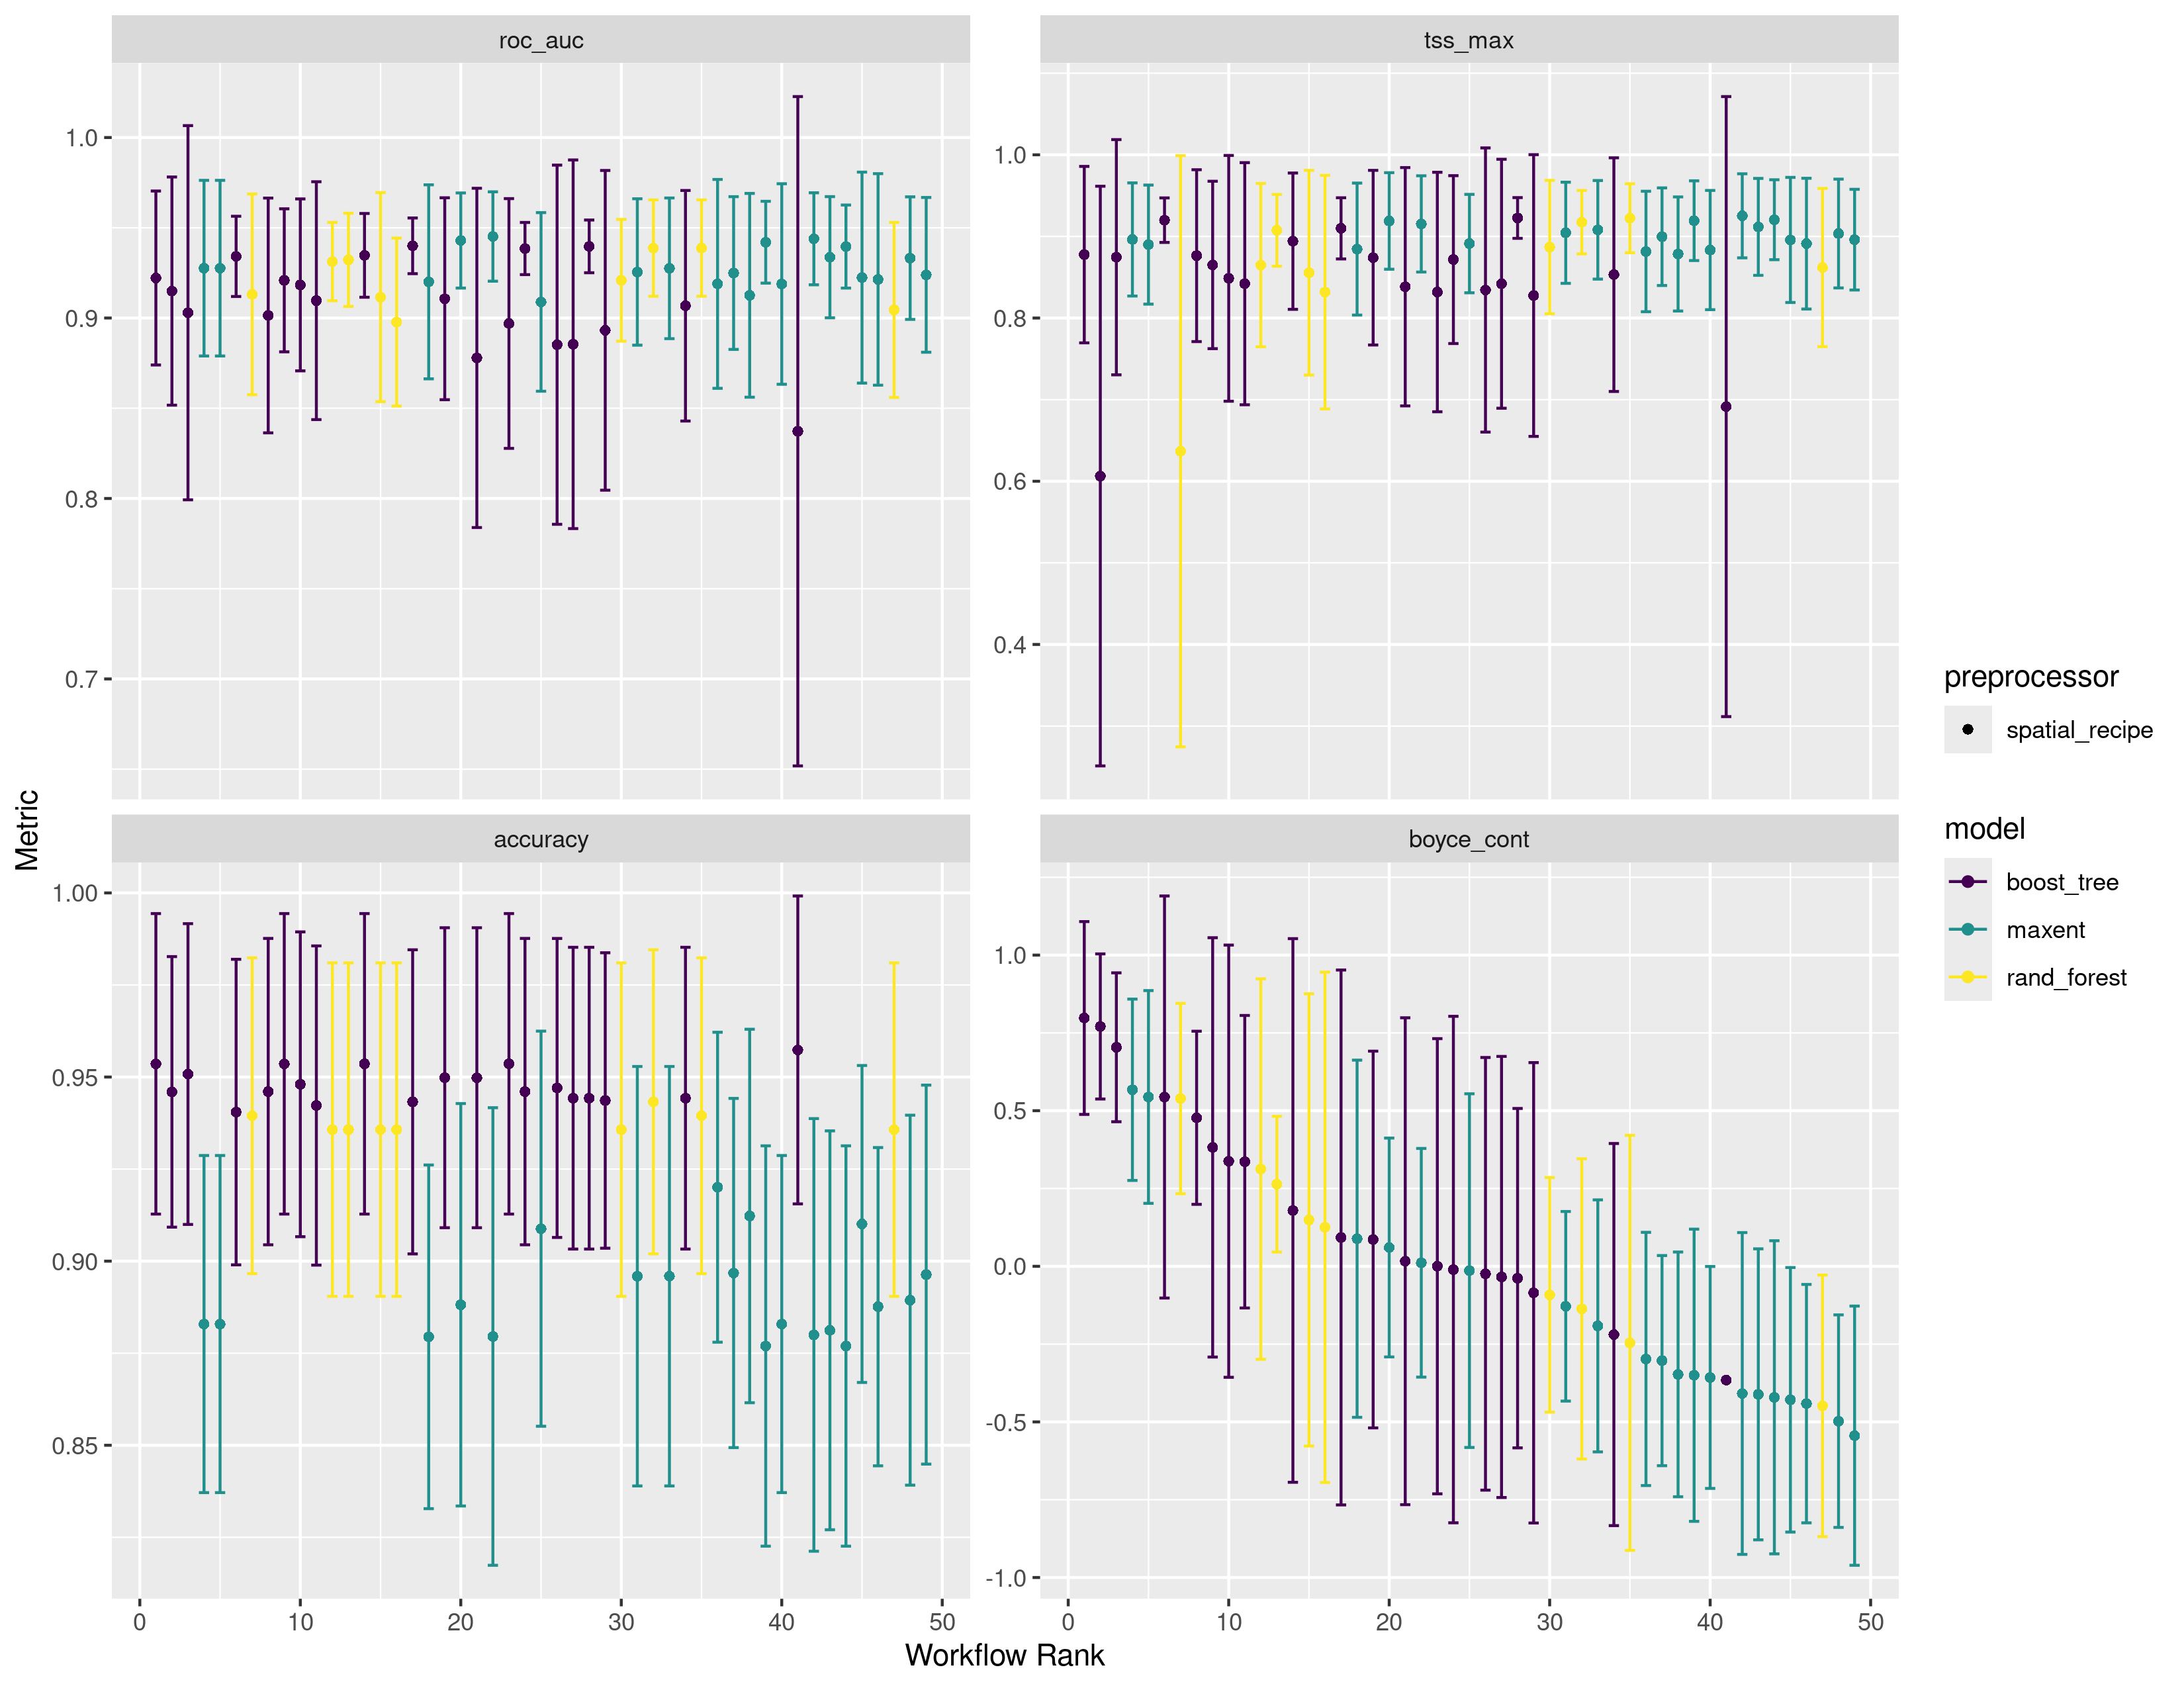 roc_auc
tss_max
1.0
0.9
0.8
0.7
1.0
0.8
0.6
0.4
accuracy
boyce_cont
1.00
0.95
0.90
0.85
1.0
0.5
0.0
-0.5
-1.0
0 10 20 30 40 50
0 10 20 30 40 50
Workflow Rank
Metric
preprocessor
spatial_recipe
model
boost_tree
maxent
rand_forest